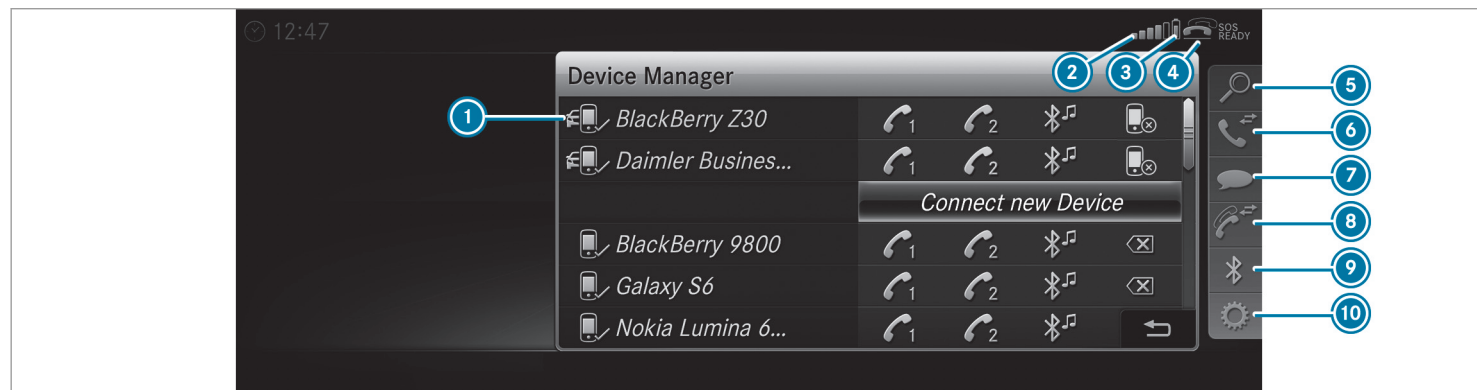 12:47
SOS
READY
2 3 4
Device Manager
5
1 BlackBerry Z30 1 2
6
Daimler Busines... 1 2
7
Connect new Device
8
BlackBerry 9800 1 2
9
Galaxy S6 1 2
10
Nokia Lumina 6... 1 2